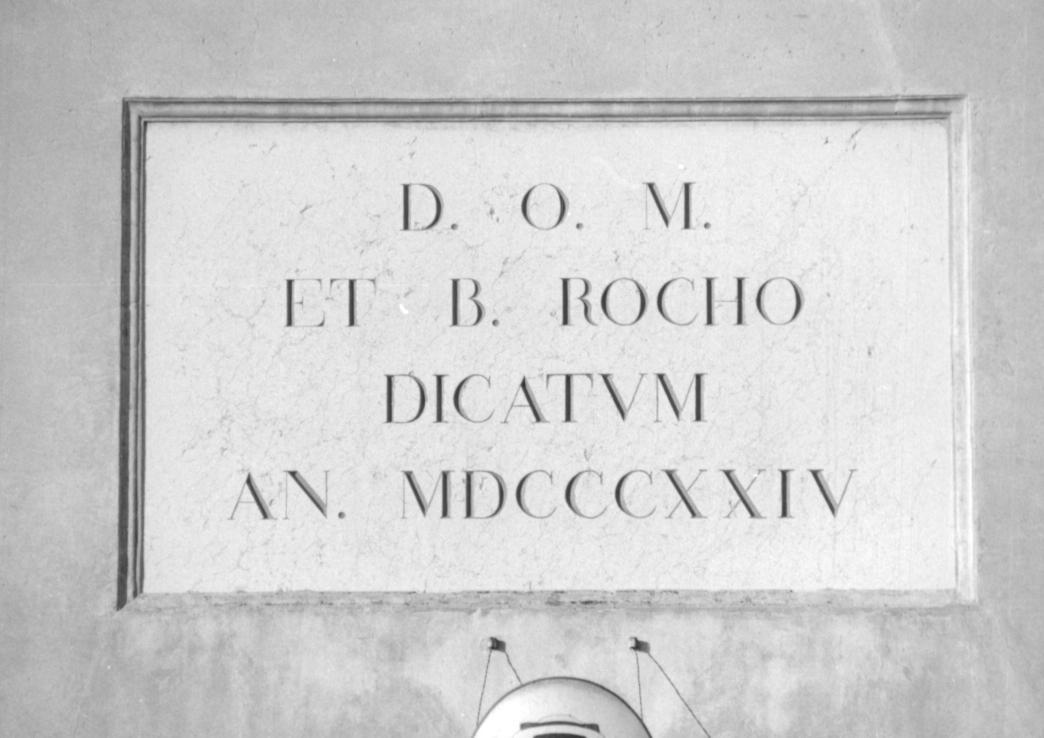 D. O. M.
ET B. ROCHO
DICATVM
AN. MDCCCXXIV